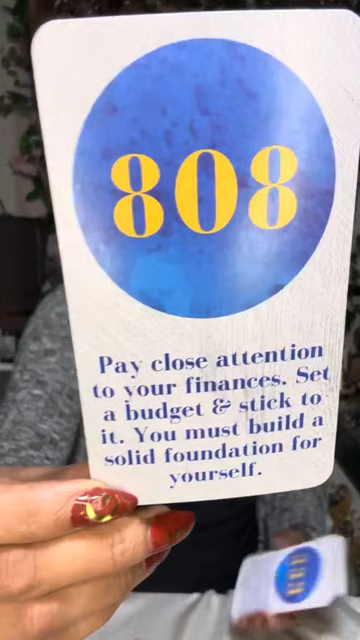 808
Pay close attention
to your finances. Set
a budget & stick to
it. You must build a
solid foundation for
yourself.